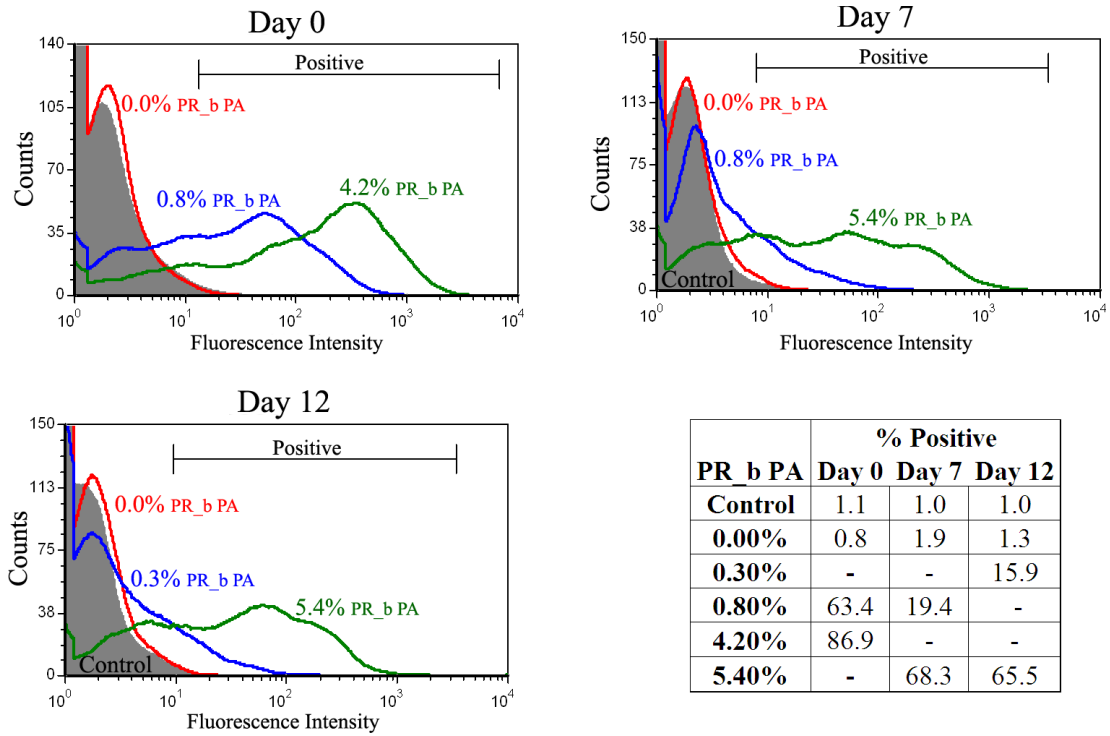 Day 0
140
105
70
35
0
Counts
Positive
0.0% PR_b PA
0.8% PR_b PA
4.2% PR_b PA
10^0 10^1 10^2 10^3 10^4
Fluorescence Intensity
Day 7
150
113
75
38
0
Counts
Positive
0.0% PR_b PA
0.8% PR_b PA
5.4% PR_b PA
Control
10^0 10^1 10^2 10^3 10^4
Fluorescence Intensity
Day 12
150
113
75
38
0
Counts
Positive
0.0% PR_b PA
0.3% PR_b PA
5.4% PR_b PA
Control
10^0 10^1 10^2 10^3 10^4
Fluorescence Intensity
% Positive
PR_b PA Day 0 Day 7 Day 12
Control 1.1 1.0 1.0
0.00% 0.8 1.9 1.3
0.30% - - 15.9
0.80% 63.4 19.4 -
4.20% 86.9 - -
5.40% - 68.3 65.5